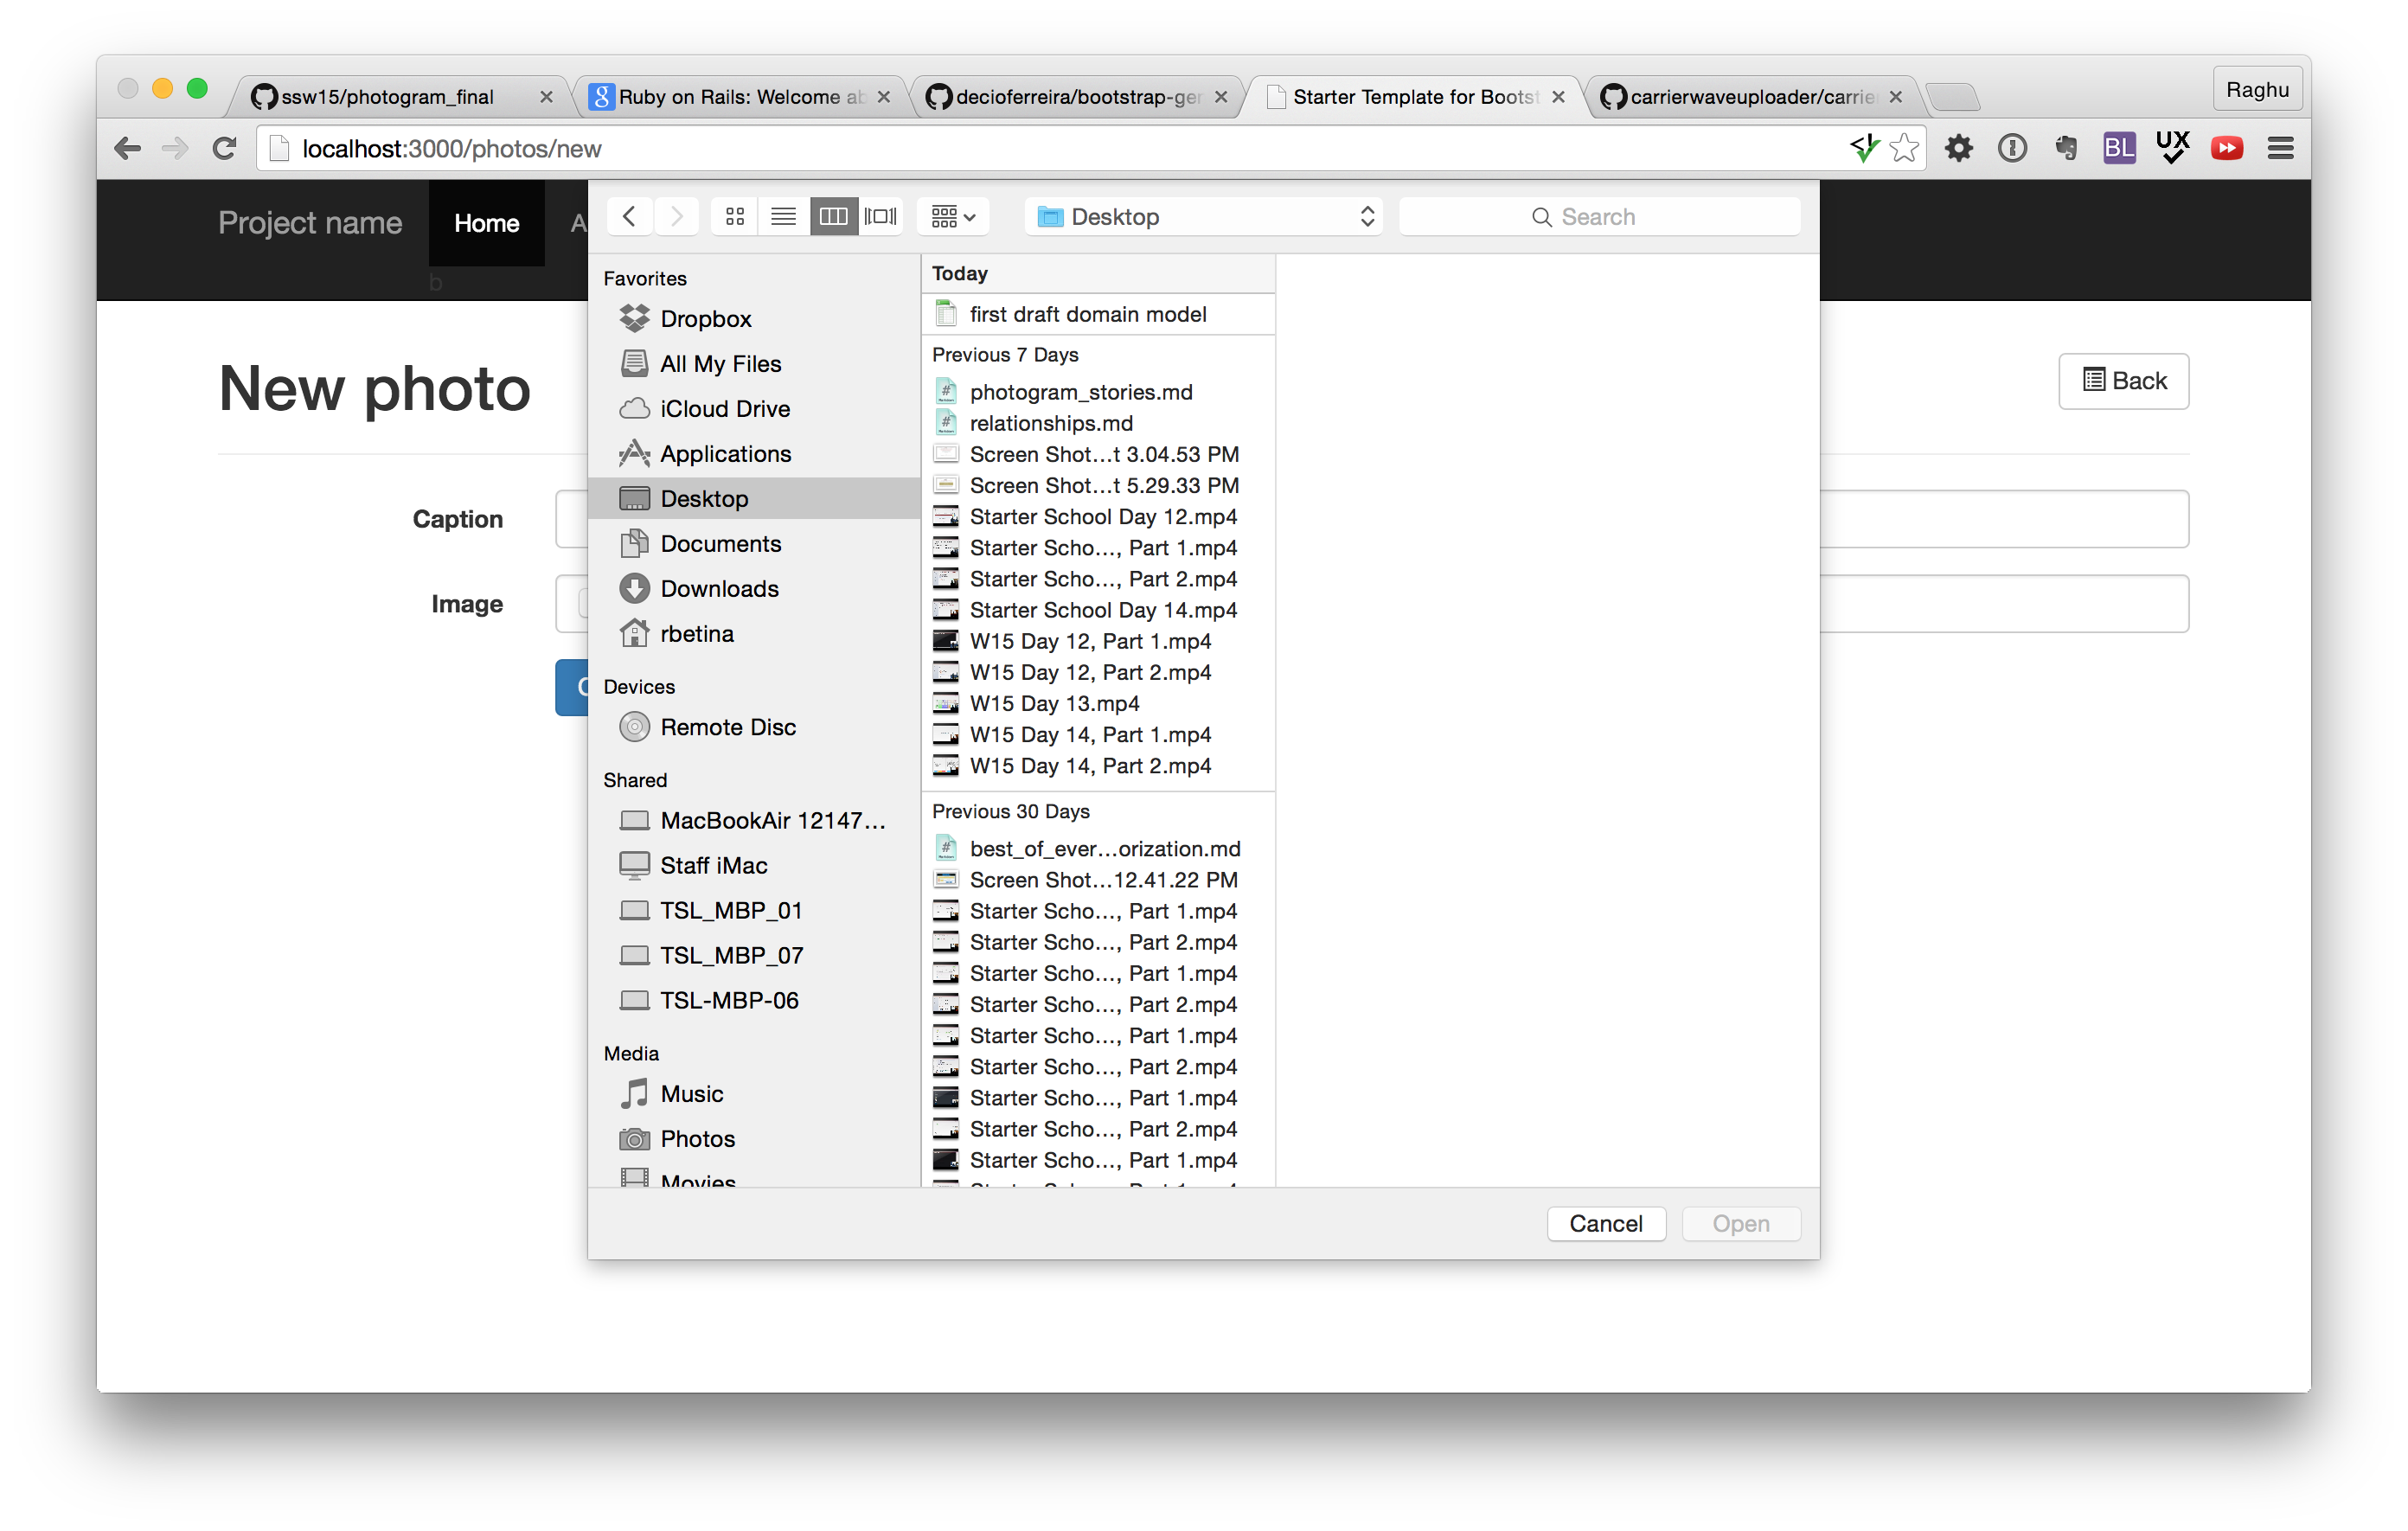 ssw15/photogram_final
Ruby on Rails: Welcome ab
decioferreira/bootstrap-ger
Starter Template for Bootst
carrierwaveuploader/carrie
Raghu
localhost:3000/photos/new
BL
UX
Project name
Home
A
b
Desktop
Search
New photo
Back
Caption
Image
C
Favorites
Dropbox
All My Files
iCloud Drive
Applications
Desktop
Documents
Downloads
rbetina
Devices
Remote Disc
Shared
MacBookAir 12147...
Staff iMac
TSL_MBP_01
TSL_MBP_07
TSL-MBP-06
Media
Music
Photos
Movies
Today
first draft domain model
Previous 7 Days
photogram_stories.md
relationships.md
Screen Shot...t 3.04.53 PM
Screen Shot...t 5.29.33 PM
Starter School Day 12.mp4
Starter Scho..., Part 1.mp4
Starter Scho..., Part 2.mp4
Starter School Day 14.mp4
W15 Day 12, Part 1.mp4
W15 Day 12, Part 2.mp4
W15 Day 13.mp4
W15 Day 14, Part 1.mp4
W15 Day 14, Part 2.mp4
Previous 30 Days
best_of_ever...orization.md
Screen Shot...12.41.22 PM
Starter Scho..., Part 1.mp4
Starter Scho..., Part 2.mp4
Starter Scho..., Part 1.mp4
Starter Scho..., Part 2.mp4
Starter Scho..., Part 1.mp4
Starter Scho..., Part 2.mp4
Starter Scho..., Part 1.mp4
Starter Scho..., Part 2.mp4
Starter Scho..., Part 1.mp4
Cancel
Open